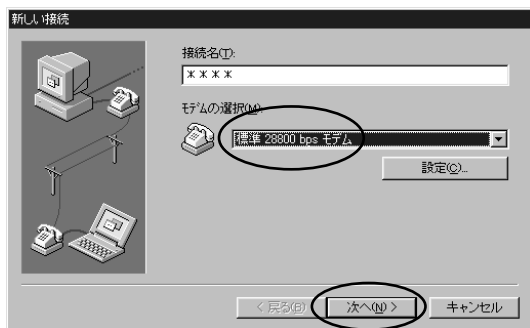 新しい接続
接続名(T):
＊＊＊＊
モデムの選択(M):
標準 28800 bps モデム
設定(C)...
< 戻る(B)
次へ(N) >
キャンセル